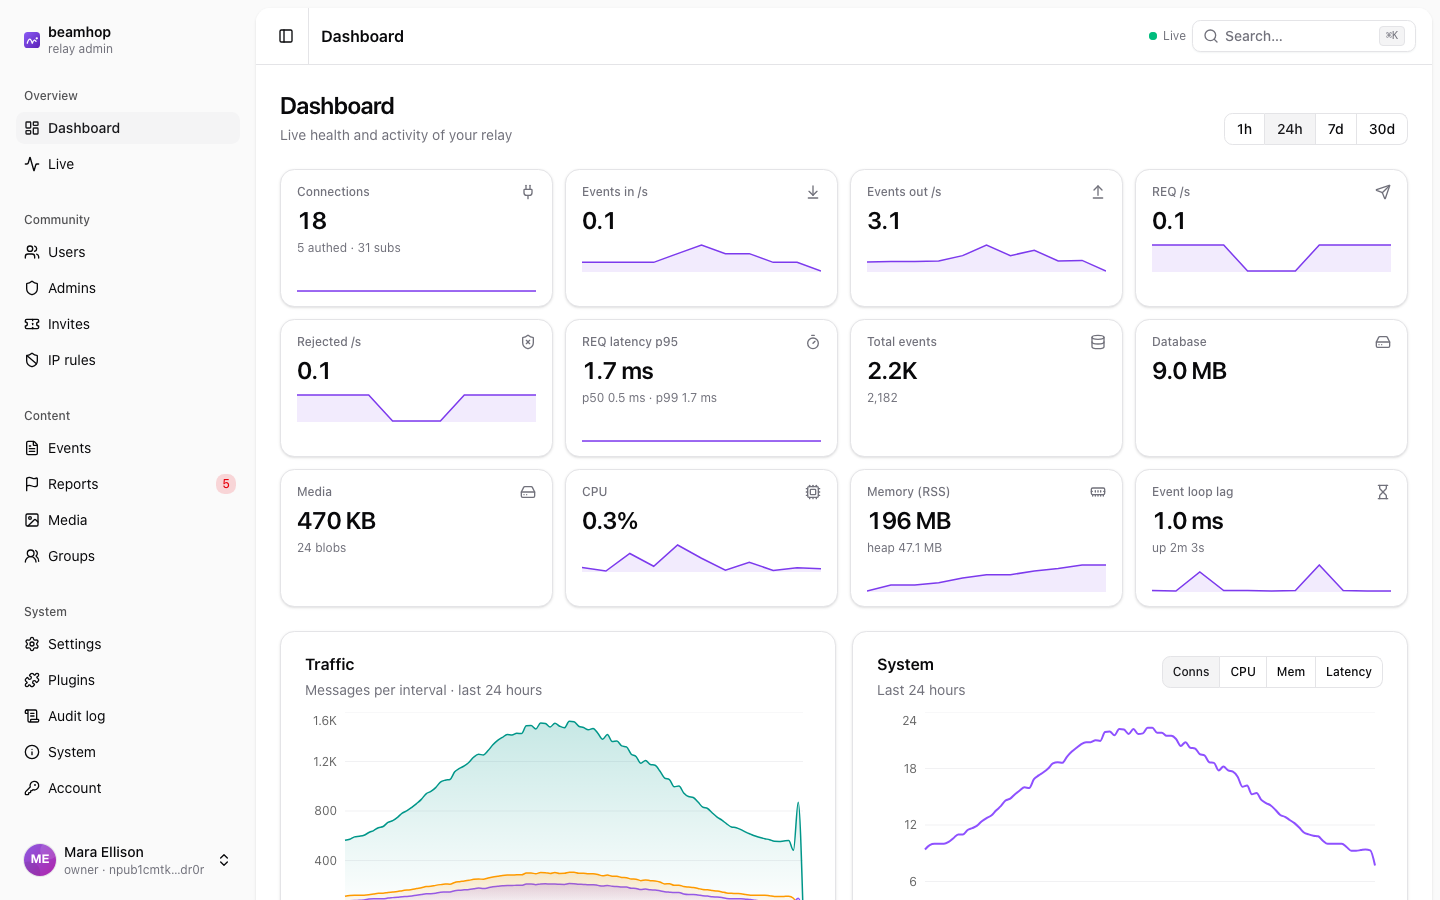 beamhop
relay admin
Overview
Dashboard
Live
Community
Users
Admins
Invites
IP rules
Content
Events
Reports
5
Media
Groups
System
Settings
Plugins
Audit log
System
Account
ME
Mara Ellison
owner · npub1cmtk...dr0r
Dashboard
Live
Search...
⌘K
Dashboard
Live health and activity of your relay
1h
24h
7d
30d
Connections
18
5 authed · 31 subs
Events in /s
0.1
Events out /s
3.1
REQ /s
0.1
Rejected /s
0.1
REQ latency p95
1.7 ms
p50 0.5 ms · p99 1.7 ms
Total events
2.2K
2,182
Database
9.0 MB
Media
470 KB
24 blobs
CPU
0.3%
Memory (RSS)
196 MB
heap 47.1 MB
Event loop lag
1.0 ms
up 2m 3s
Traffic
Messages per interval · last 24 hours
1.6K
1.2K
800
400
System
Last 24 hours
Conns
CPU
Mem
Latency
24
18
12
6